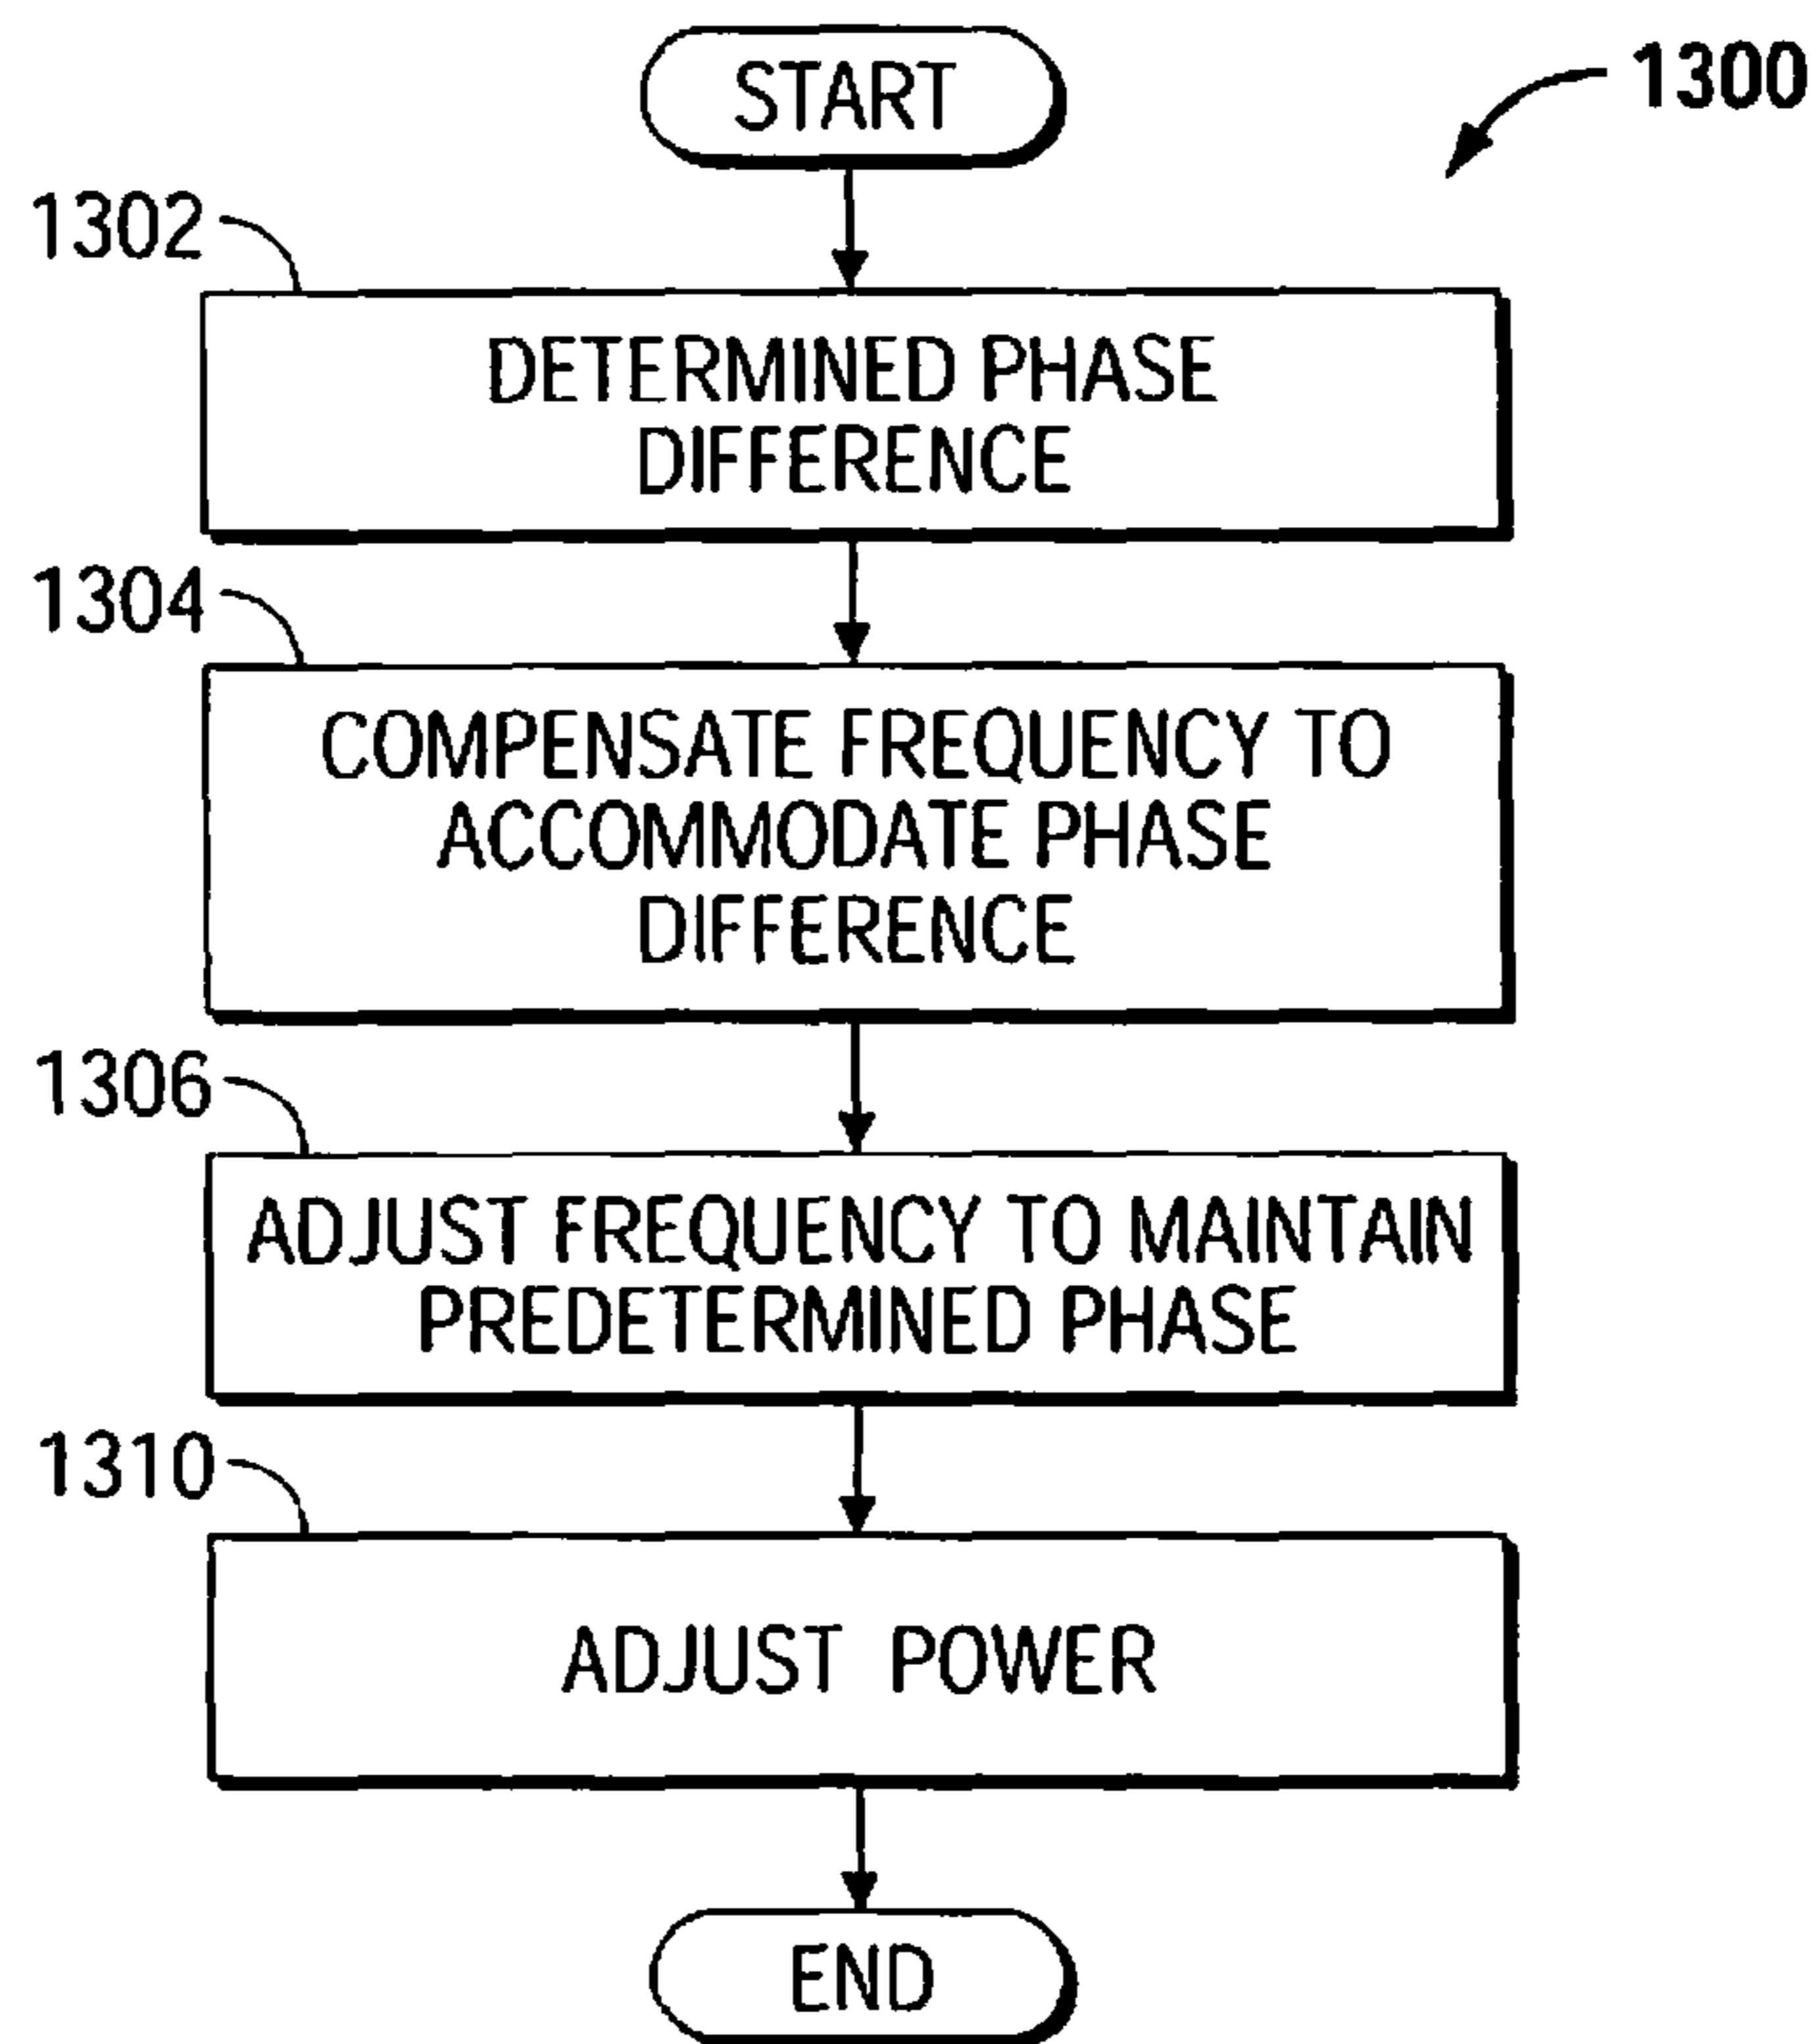 START
1300
1302
DETERMINED PHASE
DIFFERENCE
1304
COMPENSATE FREQUENCY TO
ACCOMMODATE PHASE
DIFFERENCE
1306
ADJUST FREQUENCY TO MAINTAIN
PREDETERMINED PHASE
1310
ADJUST POWER
END